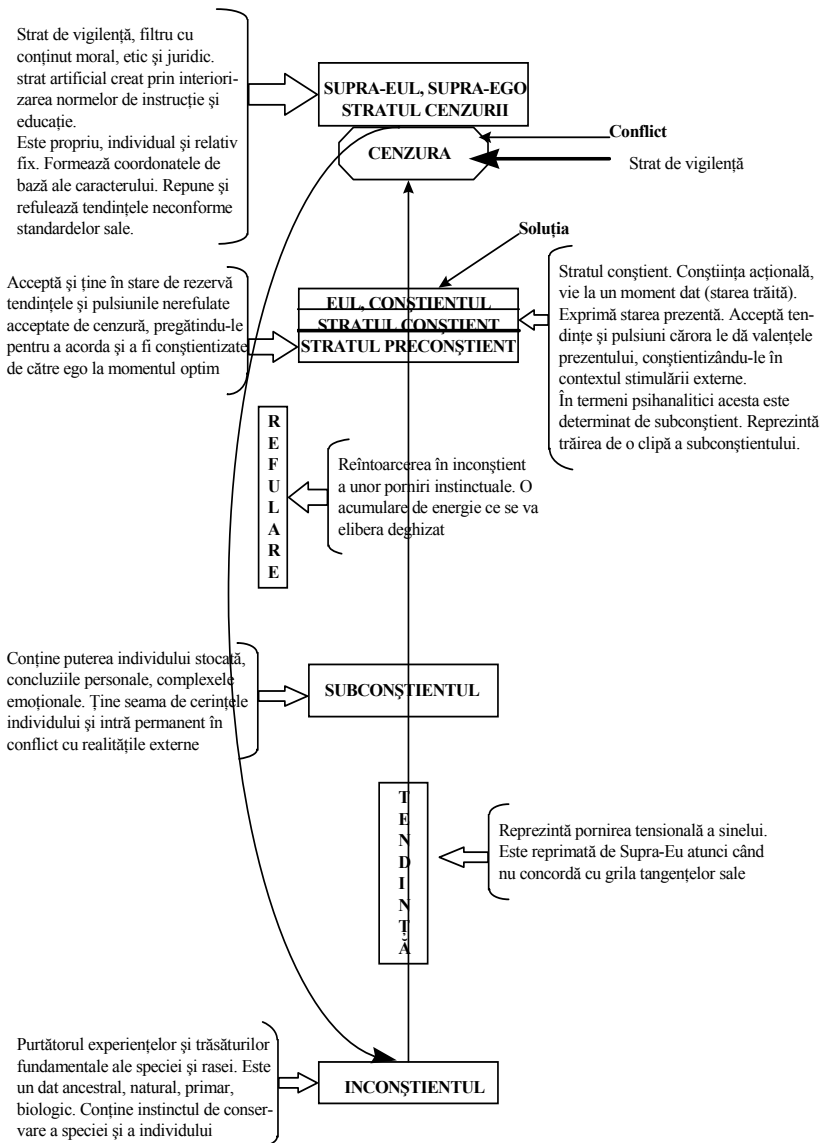 Strat de vigilență, filtru cu
conținut moral, etic și juridic.
strat artificial creat prin interiori-
zarea normelor de instrucție și
educație.
Este propriu, individual și relativ
fix. Formează coordonatele de
bază ale caracterului. Repune și
refulează tendințele neconforme
standardelor sale.
SUPRA-EUL, SUPRA-EGO
STRATUL CENZURII
CENZURA
Conflict
Strat de vigilență
Soluția
Acceptă și ține în stare de rezervă
tendințele și pulsiunile nerefulate
acceptate de cenzură, pregătindu-le
pentru a acorda și a fi conștientizate
de către ego la momentul optim
EUL, CONȘTIENTUL
STRATUL CONȘTIENT
STRATUL PRECONȘTIENT
Stratul conștient. Conștiința acțională,
vie la un moment dat (starea trăită).
Exprimă starea prezentă. Acceptă ten-
dințe și pulsiuni cărora le dă valențele
prezentului, conștientizându-le în
contextul stimulării externe.
În termeni psihanalitici acesta este
determinat de subconștient. Reprezintă
trăirea de o clipă a subconștientului.
R
E
F
U
L
A
R
E
Reîntoarcerea în inconștient
a unor porniri instinctuale. O
acumulare de energie ce se va
elibera deghizat
Conține puterea individului stocată,
concluziile personale, complexele
emoționale. Ține seama de cerințele
individului și intră permanent în
conflict cu realitățile externe
SUBCONȘTIENTUL
T
E
N
D
I
N
Ț
Ă
Reprezintă pornirea tensională a sinelui.
Este reprimată de Supra-Eu atunci când
nu concordă cu grila tangențelor sale
Purtătorul experiențelor și trăsăturilor
fundamentale ale speciei și rasei. Este
un dat ancestral, natural, primar,
biologic. Conține instinctul de conser-
vare a speciei și a individului
INCONȘTIENTUL